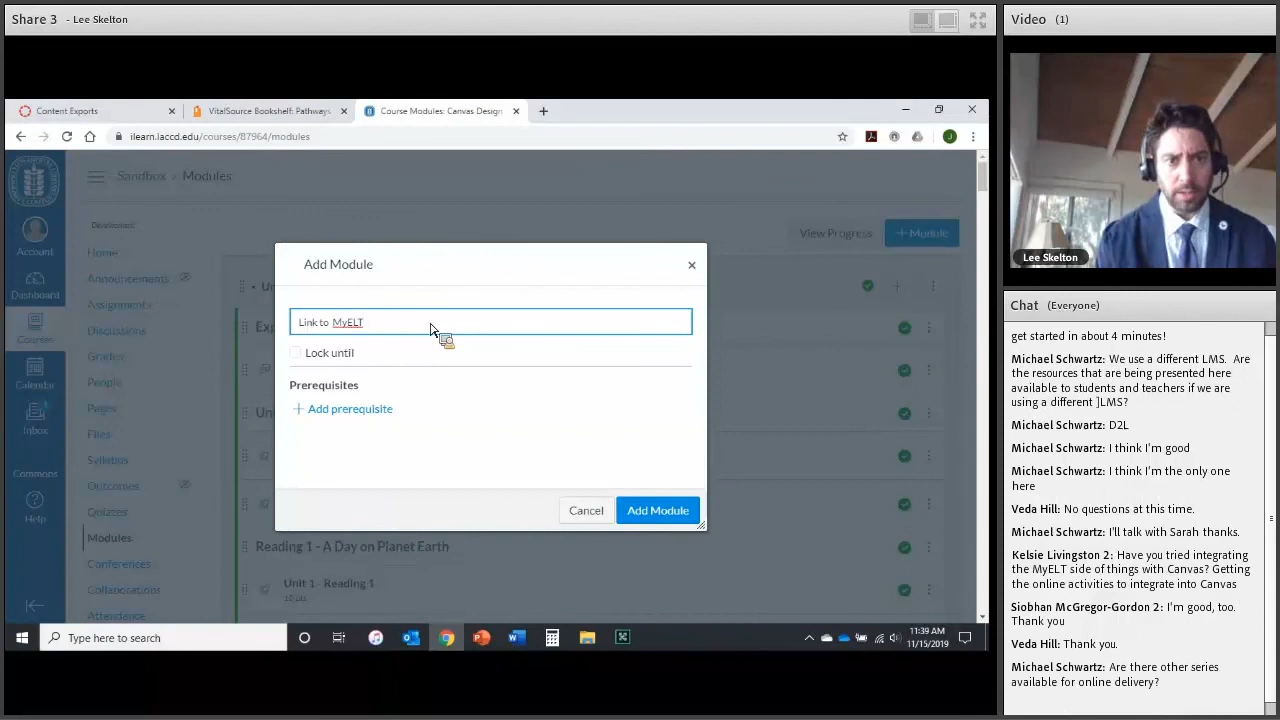 Share 3 - Lee Skelton
Video (1)
Content Exports
VitalSource Bookshelf: Pathways
Course Modules: Canvas Design
ilearn.laccd.edu/courses/87964/modules
J
Account
Dashboard
Courses
Calendar
Inbox
Commons
Help
Sandbox > Modules
Home
Announcements
Assignments
Discussions
Grades
People
Pages
Files
Syllabus
Outcomes
Quizzes
Modules
Conferences
Collaborations
Attendance
View Progress
+ Module
Add Module
Link to MyELT
Lock until
Prerequisites
+ Add prerequisite
Cancel
Add Module
Reading 1 - A Day on Planet Earth
Unit 1 - Reading 1
Type here to search
11:39 AM
11/15/2019
Lee Skelton
Chat (Everyone)
get started in about 4 minutes!
Michael Schwartz: We use a different LMS. Are
the resources that are being presented here
available to students and teachers if we are
using a different ]LMS?
Michael Schwartz: D2L
Michael Schwartz: I think I'm good
Michael Schwartz: I think I'm the only one
here
Veda Hill: No questions at this time.
Michael Schwartz: I'll talk with Sarah thanks.
Kelsie Livingston 2: Have you tried integrating
the MyELT side of things with Canvas? Getting
the online activities to integrate into Canvas
Siobhan McGregor-Gordon 2: I'm good, too.
Thank you
Veda Hill: Thank you.
Michael Schwartz: Are there other series
available for online delivery?